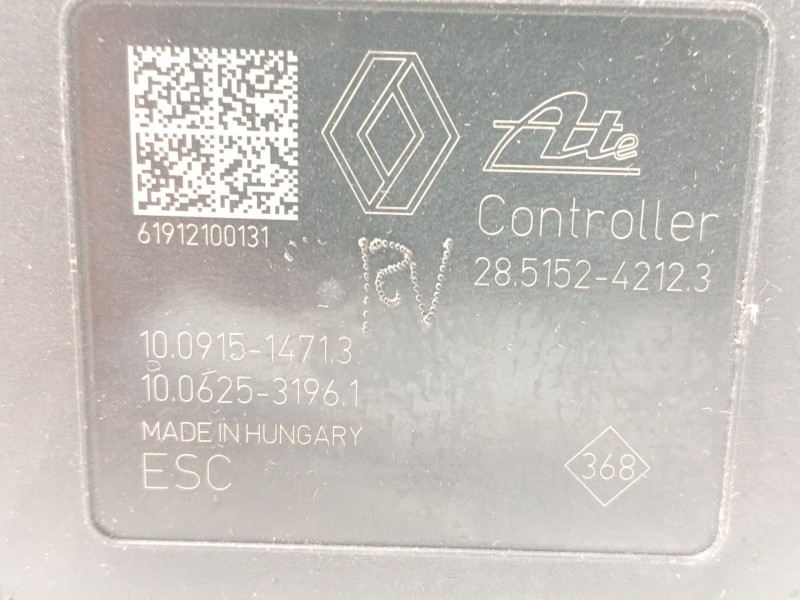 Ate
Controller
61912100131
28.5152-4212.3
10.0915-1471.3
10.0625-3196.1
MADE IN HUNGARY
ESC
368